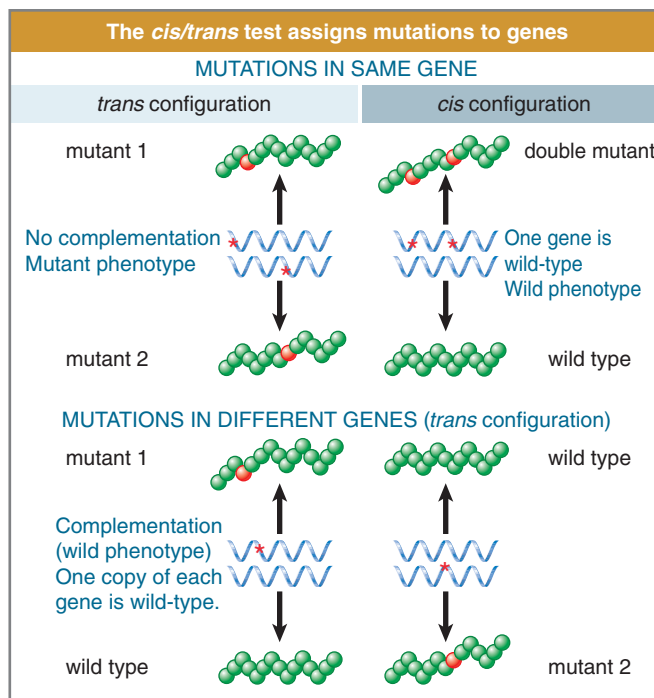 The cis/trans test assigns mutations to genes
MUTATIONS IN SAME GENE
trans configuration
cis configuration
mutant 1
double mutant
No complementation
Mutant phenotype
One gene is
wild-type
Wild phenotype
mutant 2
wild type
MUTATIONS IN DIFFERENT GENES (trans configuration)
mutant 1
wild type
Complementation
(wild phenotype)
One copy of each
gene is wild-type.
wild type
mutant 2